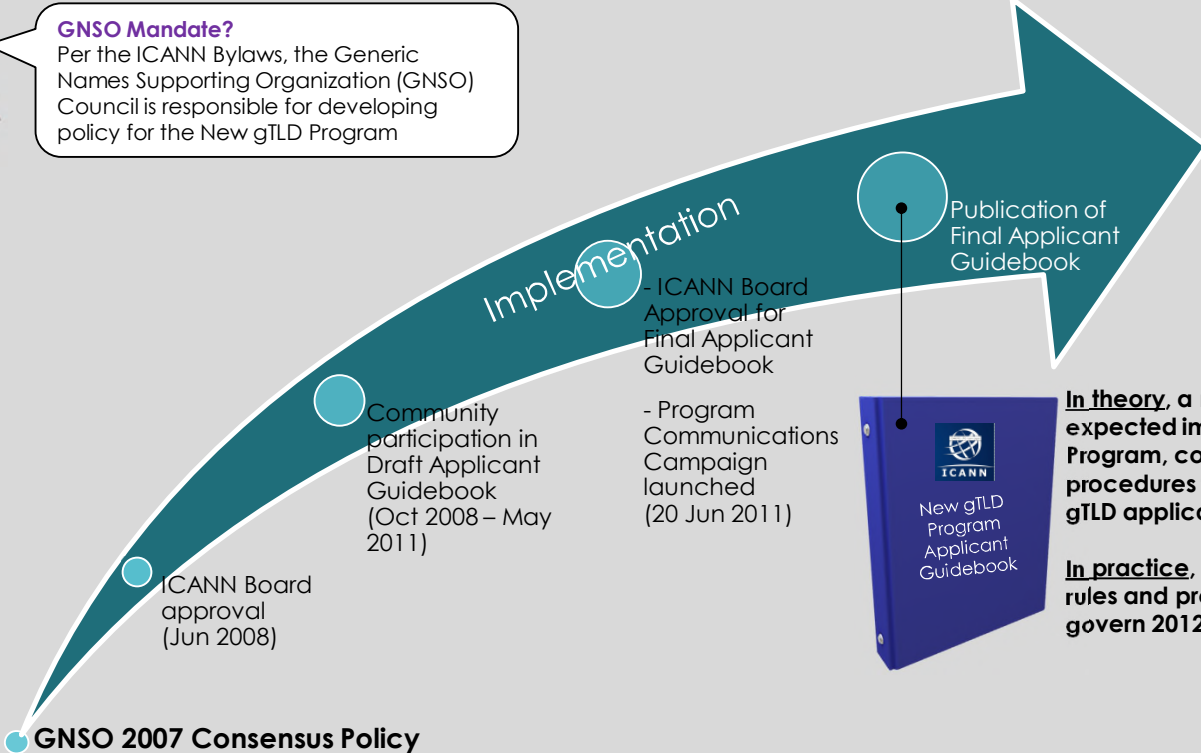 GNSO Mandate?
Per the ICANN Bylaws, the Generic
Names Supporting Organization (GNSO)
Council is responsible for developing
policy for the New gTLD Program
Implementation
Publication of
Final Applicant
Guidebook
- ICANN Board
Approval for
Final Applicant
Guidebook
- Program
Communications
Campaign
launched
(20 Jun 2011)
Community
participation in
Draft Applicant
Guidebook
(Oct 2008 – May
2011)
ICANN Board
approval
(Jun 2008)
GNSO 2007 Consensus Policy
ICANN
New gTLD
Program
Applicant
Guidebook
In theory, a
expected
Program,
procedures
gTLD
In practice,
rules and
govern 2012